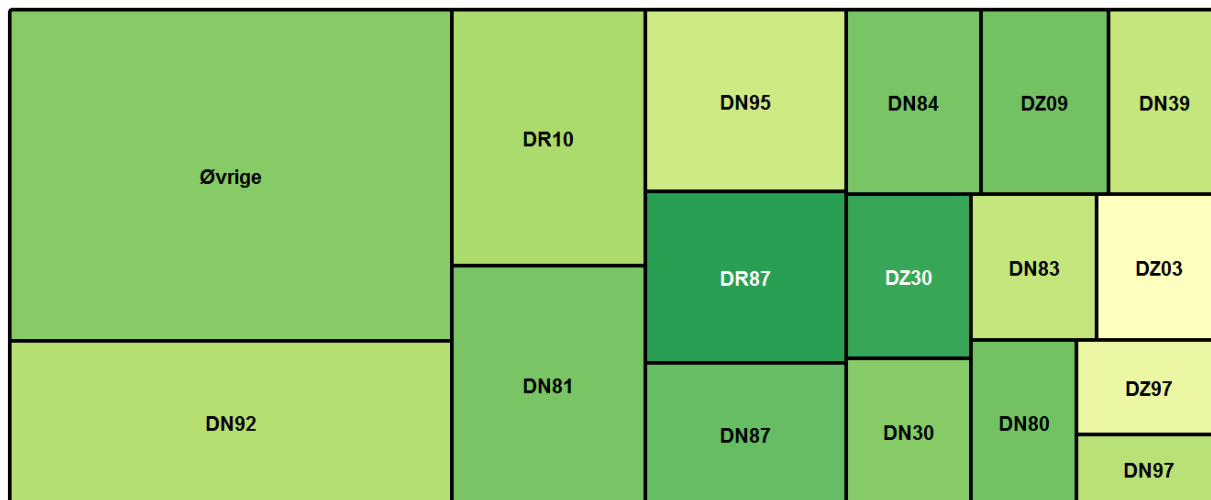 Øvrige
DN92
DR10
DN81
DN95
DR87
DN87
DN84
DZ09
DN39
DZ30
DN83
DZ03
DN30
DN80
DZ97
DN97